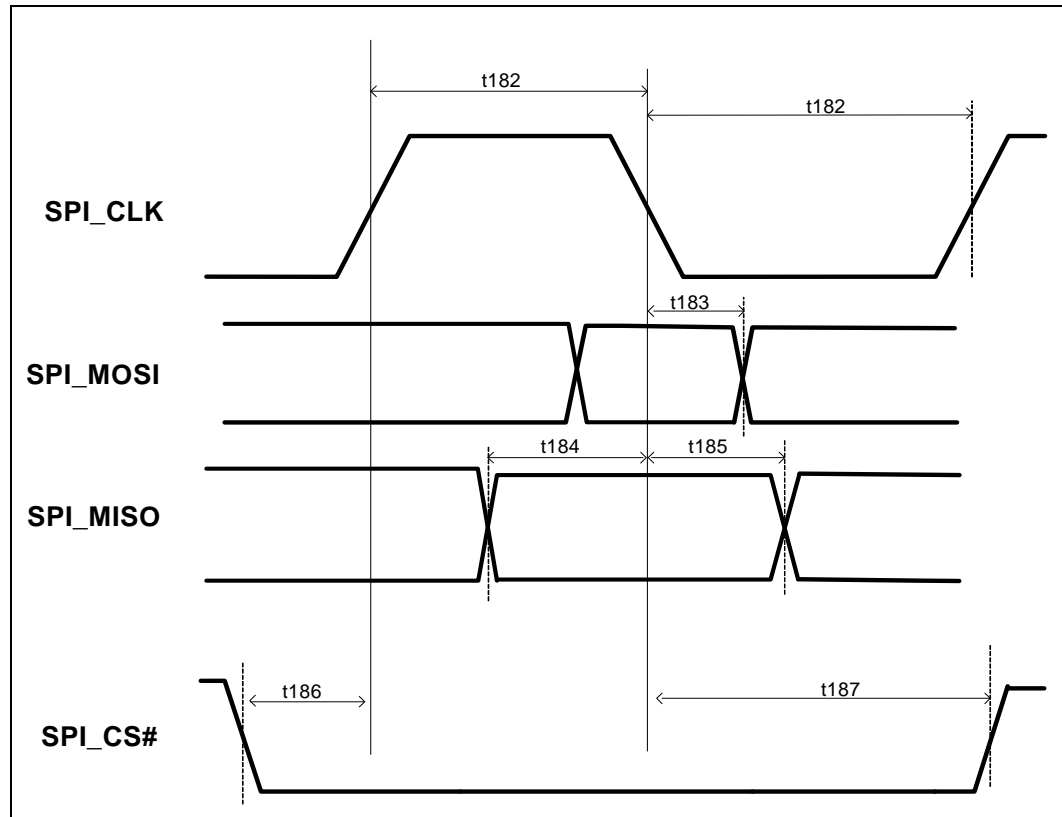 t182
t182
SPI_CLK
t183
SPI_MOSI
t184
t185
SPI_MISO
t186
t187
SPI_CS#